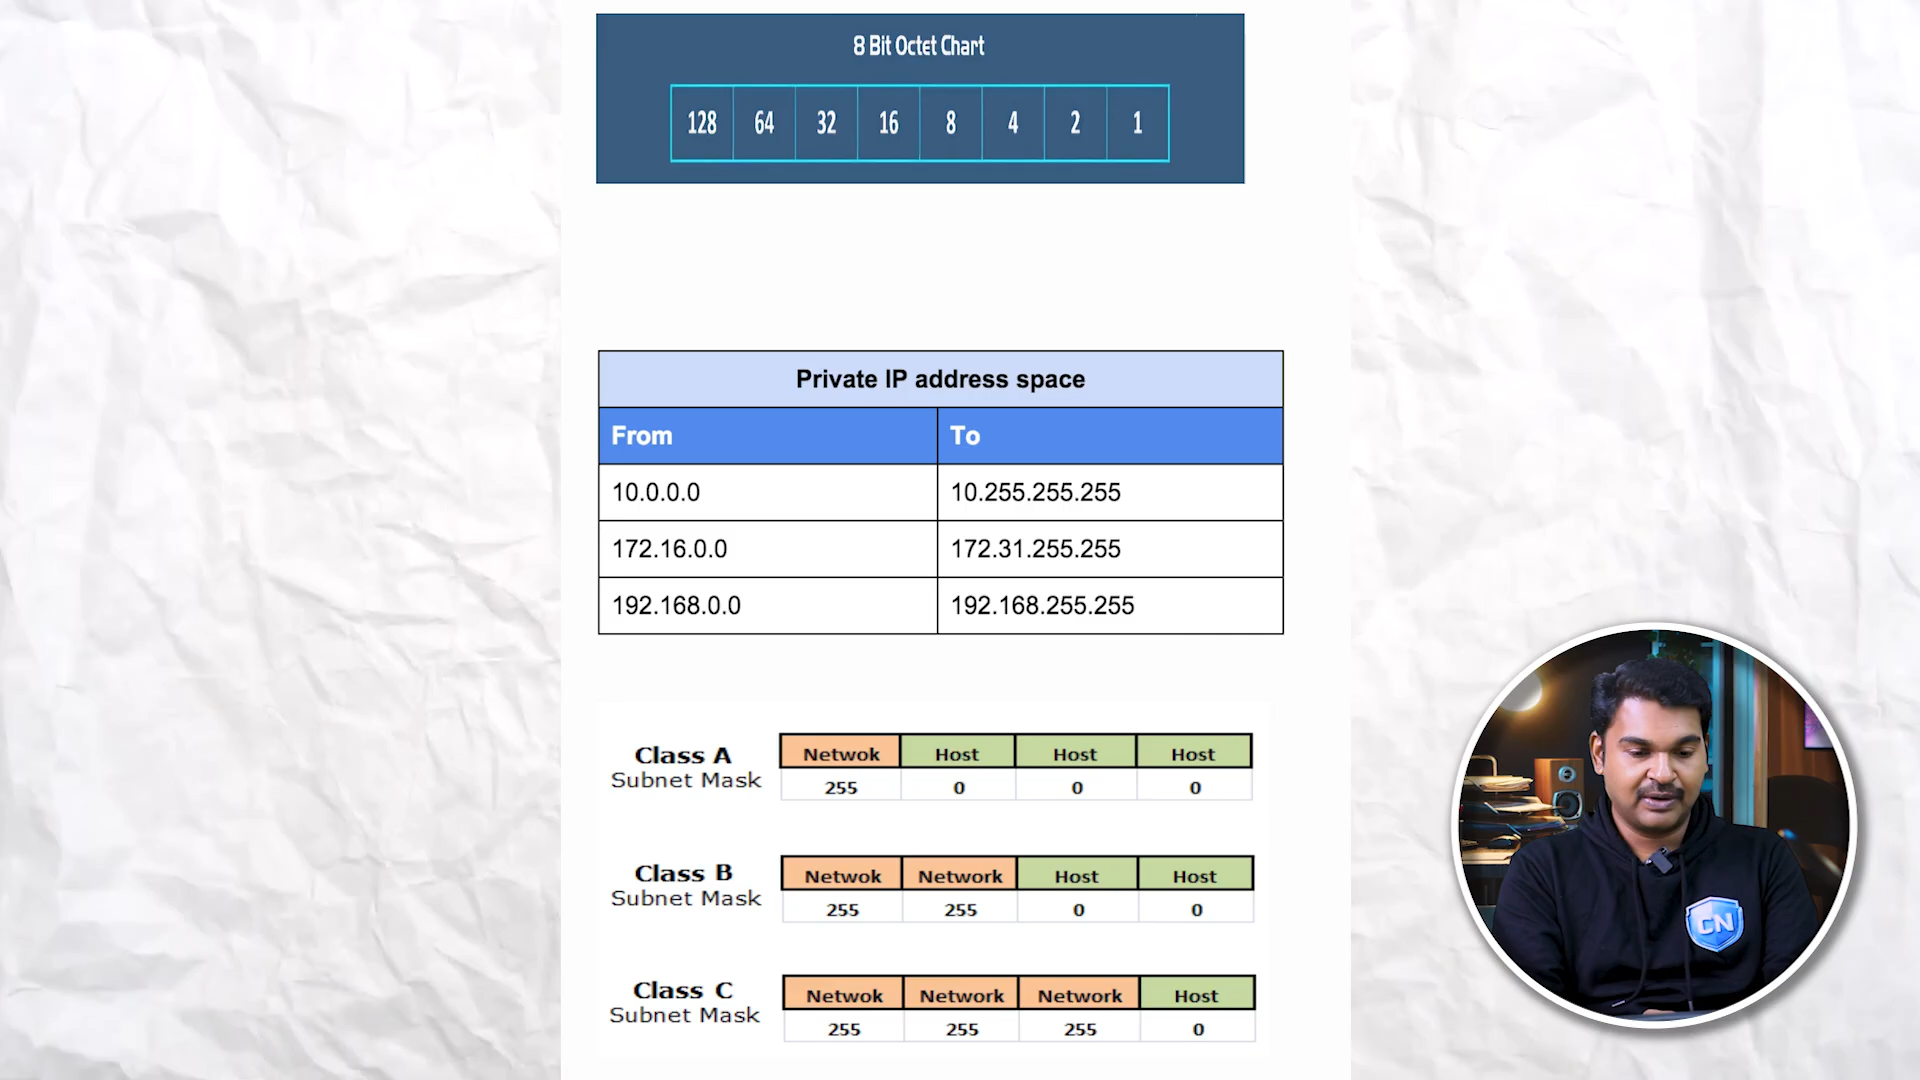 8 Bit Octet Chart
128 64 32 16 8 4 2 1
Private IP address space
From To
10.0.0.0 10.255.255.255
172.16.0.0 172.31.255.255
192.168.0.0 192.168.255.255
Class A Netwok Host Host Host
Subnet Mask 255 0 0 0
Class B Netwok Network Host Host
Subnet Mask 255 255 0 0
Class C Netwok Network Network Host
Subnet Mask 255 255 255 0
CN